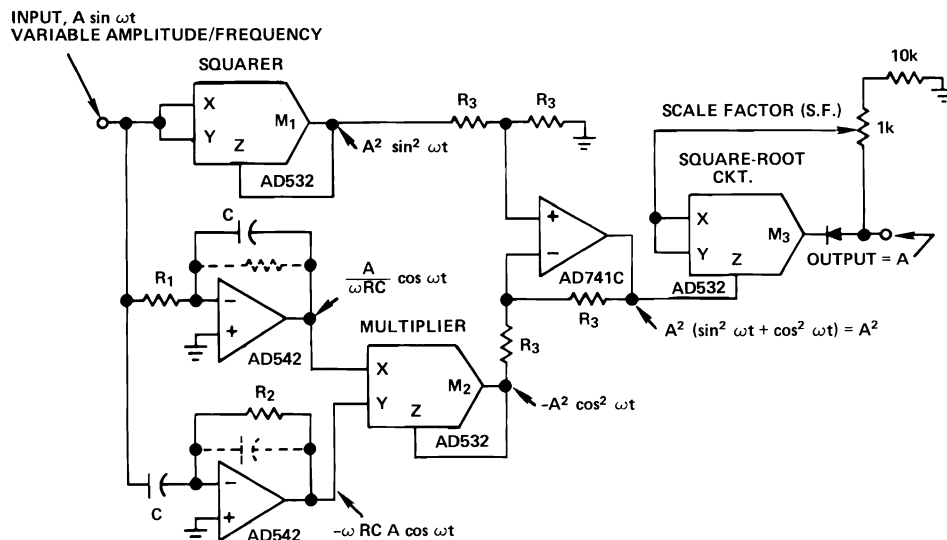 INPUT, A sin ωt
VARIABLE AMPLITUDE/FREQUENCY
SQUARER
X
Y
M1
Z
AD532
A² sin² ωt
R3
R3
10k
SCALE FACTOR (S.F.)
1k
SQUARE-ROOT
CKT.
X
Y
M3
Z
AD532
OUTPUT = A
+
−
AD741C
R3
A² (sin² ωt + cos² ωt) = A²
C
R1
−
+
AD542
A
ωRC
cos ωt
MULTIPLIER
X
Y
M2
Z
AD532
R3
-A² cos² ωt
R2
C
−
+
AD542
-ω RC A cos ωt